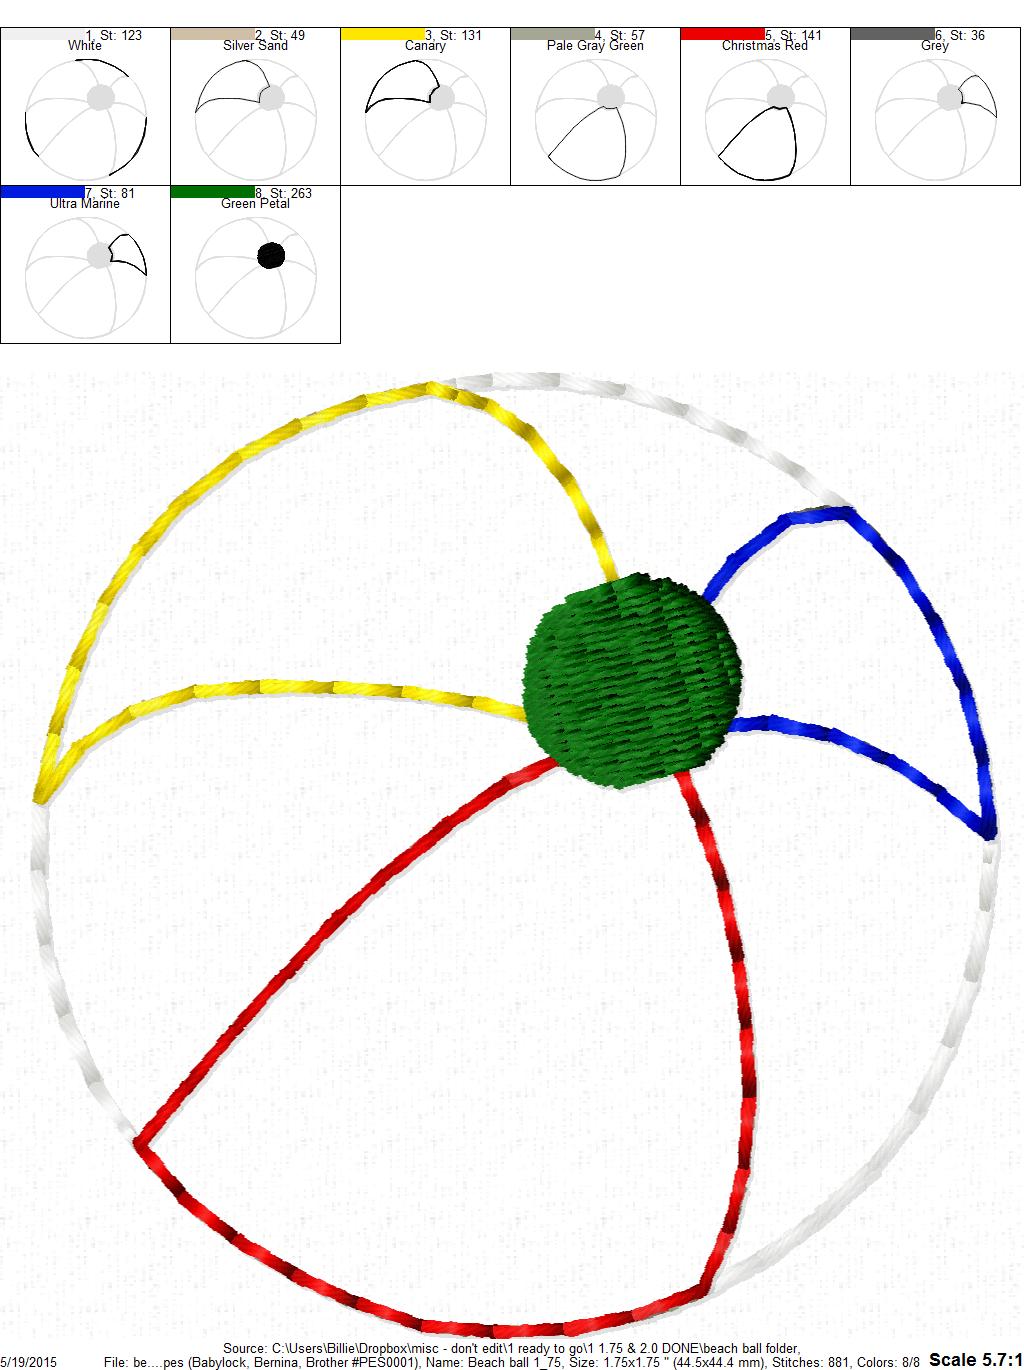 1, St: 123
White
2, St: 49
Silver Sand
3, St: 131
Canary
4, St: 57
Pale Gray Green
5, St: 141
Christmas Red
6, St: 36
Grey
7, St: 81
Ultra Marine
8, St: 263
Green Petal
Source: C:\Users\Billie\Dropbox\misc - don't edit\1 ready to go\1 1.75 & 2.0 DONE\beach ball folder,
5/19/2015 File: be....pes (Babylock, Bernina, Brother #PES0001), Name: Beach ball 1_75, Size: 1.75x1.75 " (44.5x44.4 mm), Stitches: 881, Colors: 8/8 Scale 5.7:1